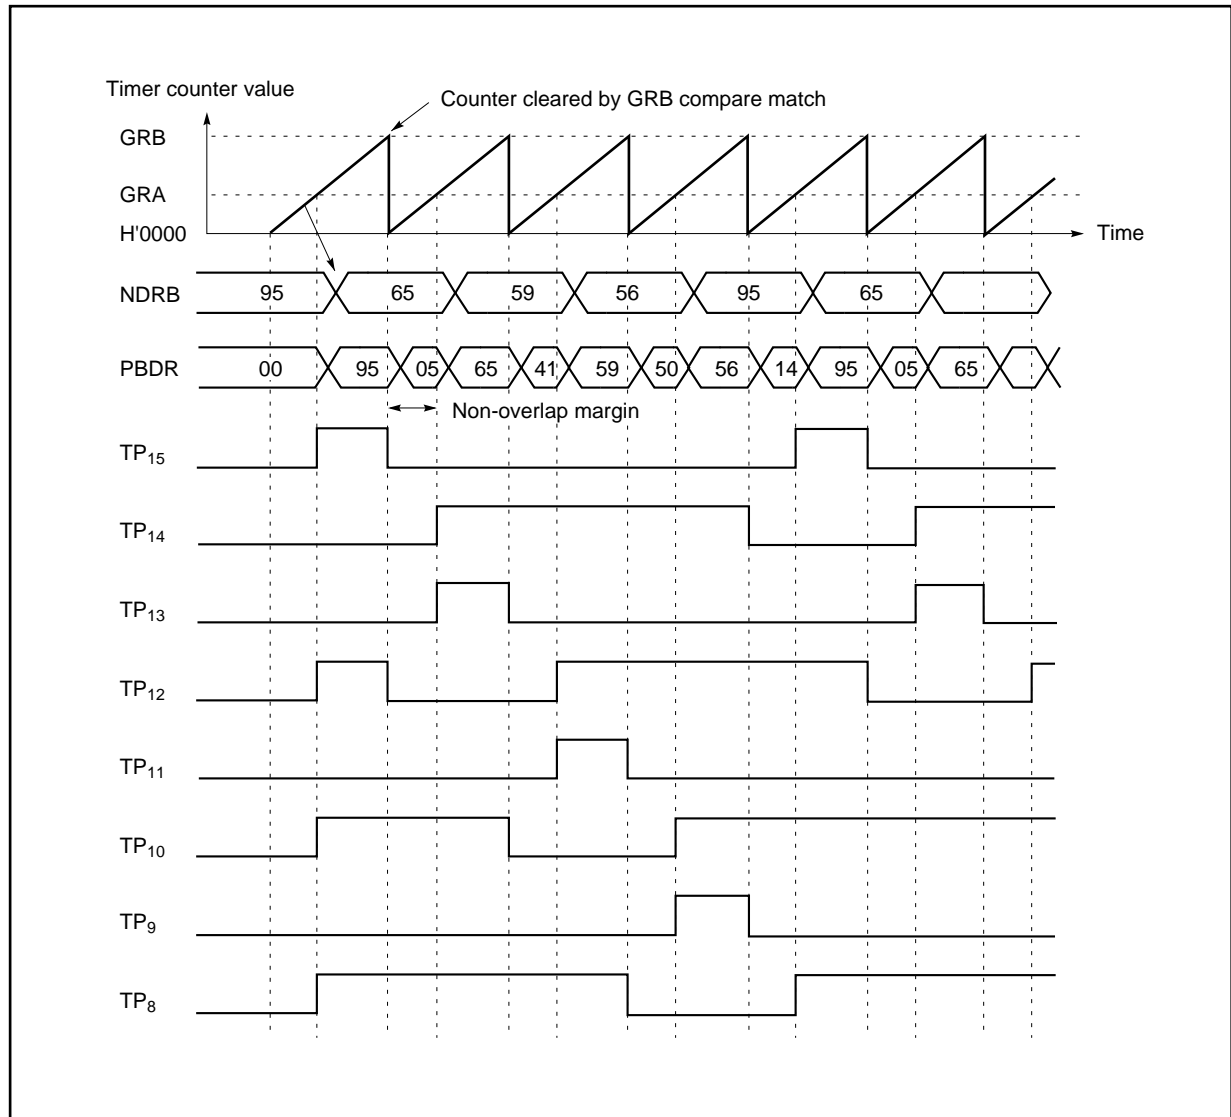 Timer counter value
Counter cleared by GRB compare match
GRB
GRA
H'0000
Time
NDRB 95 65 59 56 95 65
PBDR 00 95 05 65 41 59 50 56 14 95 05 65
Non-overlap margin
TP15
TP14
TP13
TP12
TP11
TP10
TP9
TP8